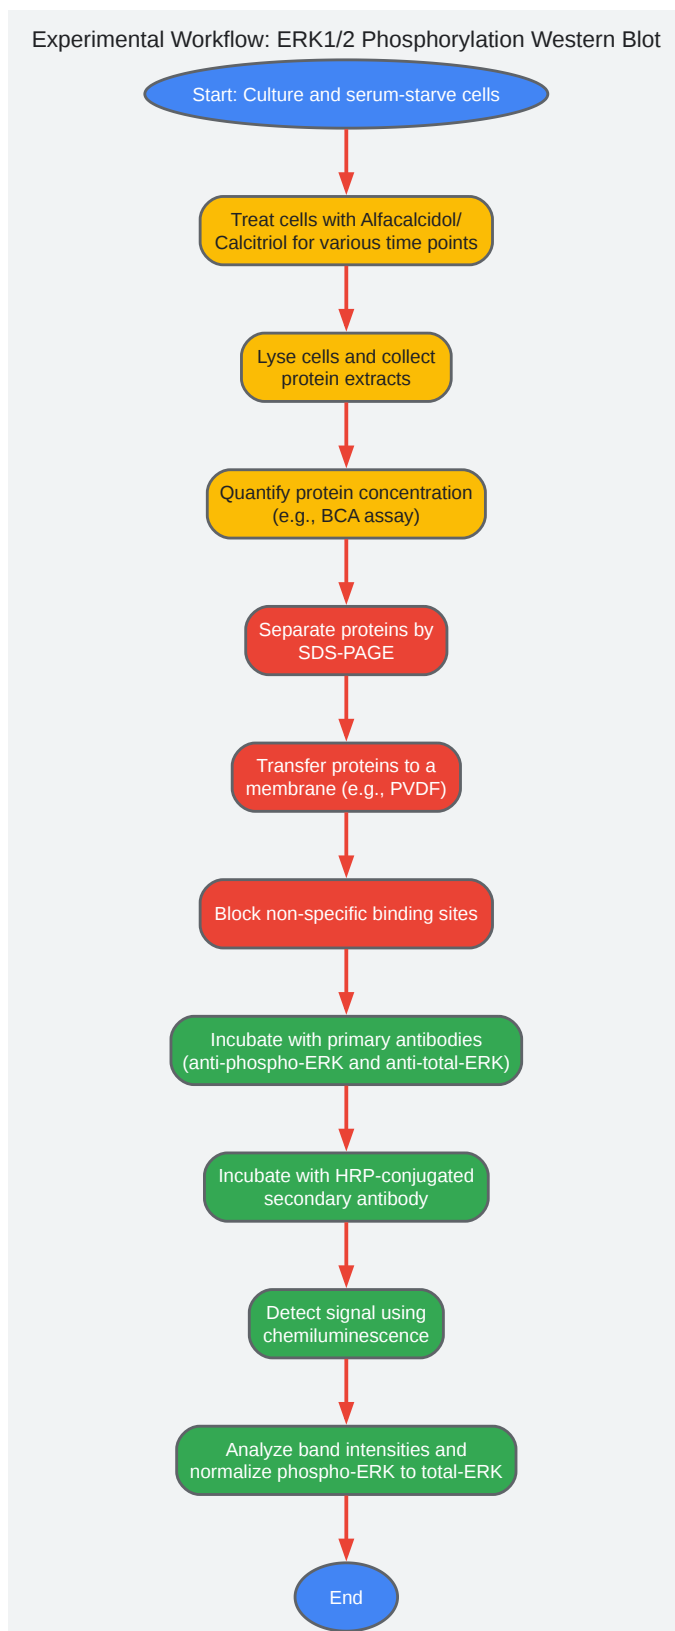 Experimental Workflow: ERK1/2 Phosphorylation Western Blot
Start: Culture and serum-starve cells
Treat cells with Alfacalcidol/
Calcitriol for various time points
Lyse cells and collect
protein extracts
Quantify protein concentration
(e.g., BCA assay)
Separate proteins by
SDS-PAGE
Transfer proteins to a
membrane (e.g., PVDF)
Block non-specific binding sites
Incubate with primary antibodies
(anti-phospho-ERK and anti-total-ERK)
Incubate with HRP-conjugated
secondary antibody
Detect signal using
chemiluminescence
Analyze band intensities and
normalize phospho-ERK to total-ERK
End